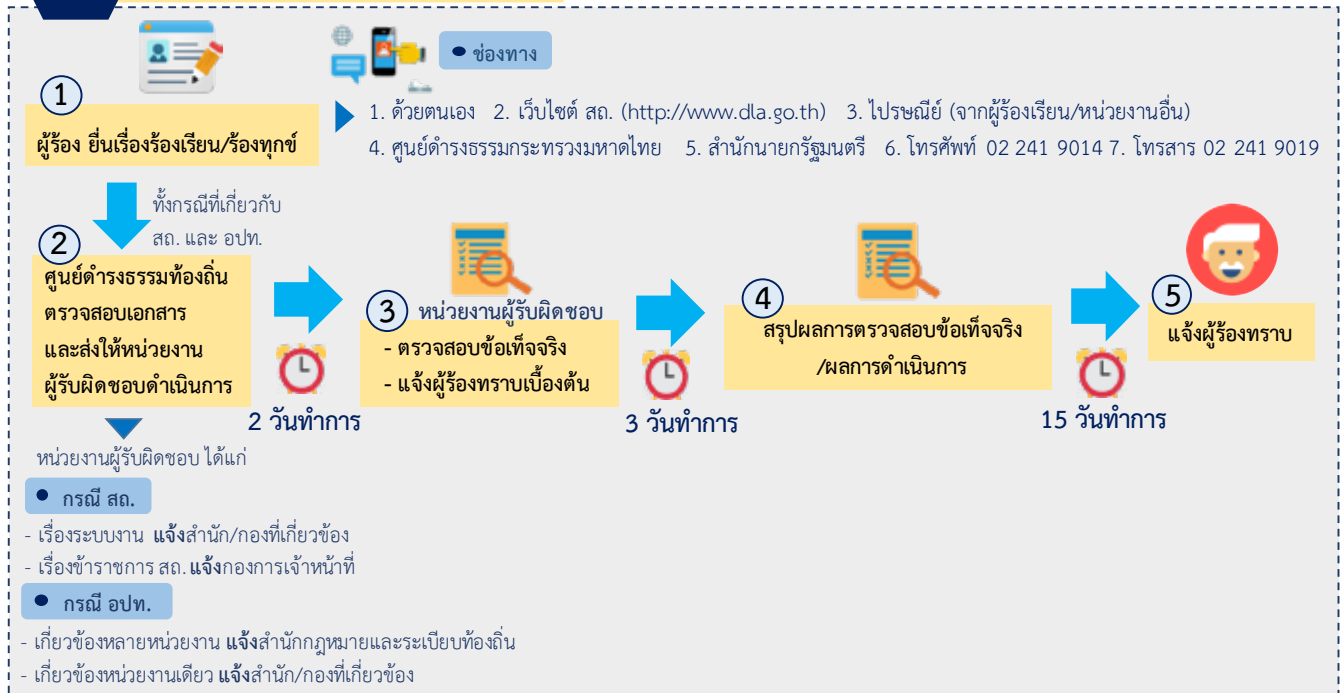 ● ช่องทาง
1
ผู้ร้อง ยื่นเรื่องร้องเรียน/ร้องทุกข์
1. ด้วยตนเอง 2. เว็บไซต์ สถ. (http://www.dla.go.th) 3. ไปรษณีย์ (จากผู้ร้องเรียน/หน่วยงานอื่น)
4. ศูนย์ดำรงธรรมกระทรวงมหาดไทย 5. สำนักนายกรัฐมนตรี 6. โทรศัพท์ 02 241 9014 7. โทรสาร 02 241 9019
ทั้งกรณีที่เกี่ยวกับ
สถ. และ อปท.
2
ศูนย์ดำรงธรรมท้องถิ่น
ตรวจสอบเอกสาร
และส่งให้หน่วยงาน
ผู้รับผิดชอบดำเนินการ
2 วันทำการ
3 หน่วยงานผู้รับผิดชอบ
- ตรวจสอบข้อเท็จจริง
- แจ้งผู้ร้องทราบเบื้องต้น
3 วันทำการ
4
สรุปผลการตรวจสอบข้อเท็จจริง
/ผลการดำเนินการ
15 วันทำการ
5
แจ้งผู้ร้องทราบ
หน่วยงานผู้รับผิดชอบ ได้แก่
● กรณี สถ.
- เรื่องระบบงาน แจ้งสำนัก/กองที่เกี่ยวข้อง
- เรื่องข้าราชการ สถ. แจ้งกองการเจ้าหน้าที่
● กรณี อปท.
- เกี่ยวข้องหลายหน่วยงาน แจ้งสำนักกฎหมายและระเบียบท้องถิ่น
- เกี่ยวข้องหน่วยงานเดียว แจ้งสำนัก/กองที่เกี่ยวข้อง